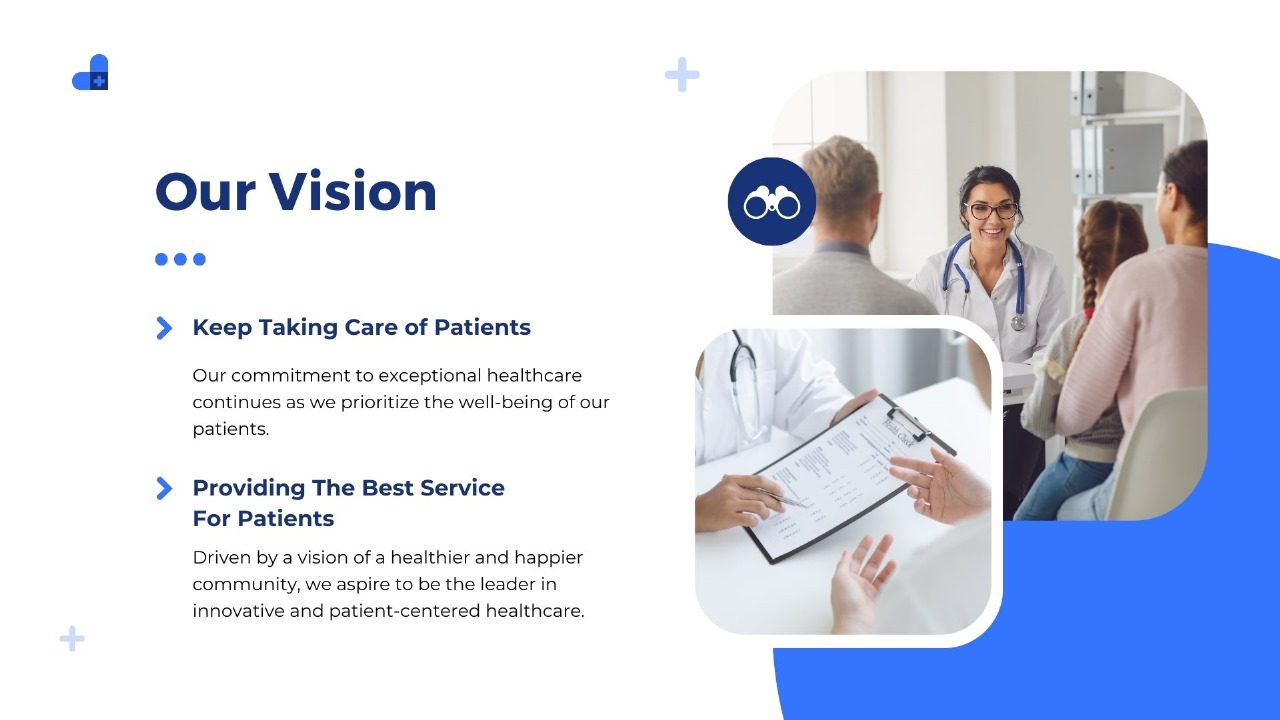 Our Vision
Keep Taking Care of Patients
Our commitment to exceptional healthcare
continues as we prioritize the well-being of our
patients.
Providing The Best Service
For Patients
Driven by a vision of a healthier and happier
community, we aspire to be the leader in
innovative and patient-centered healthcare.
Health Check